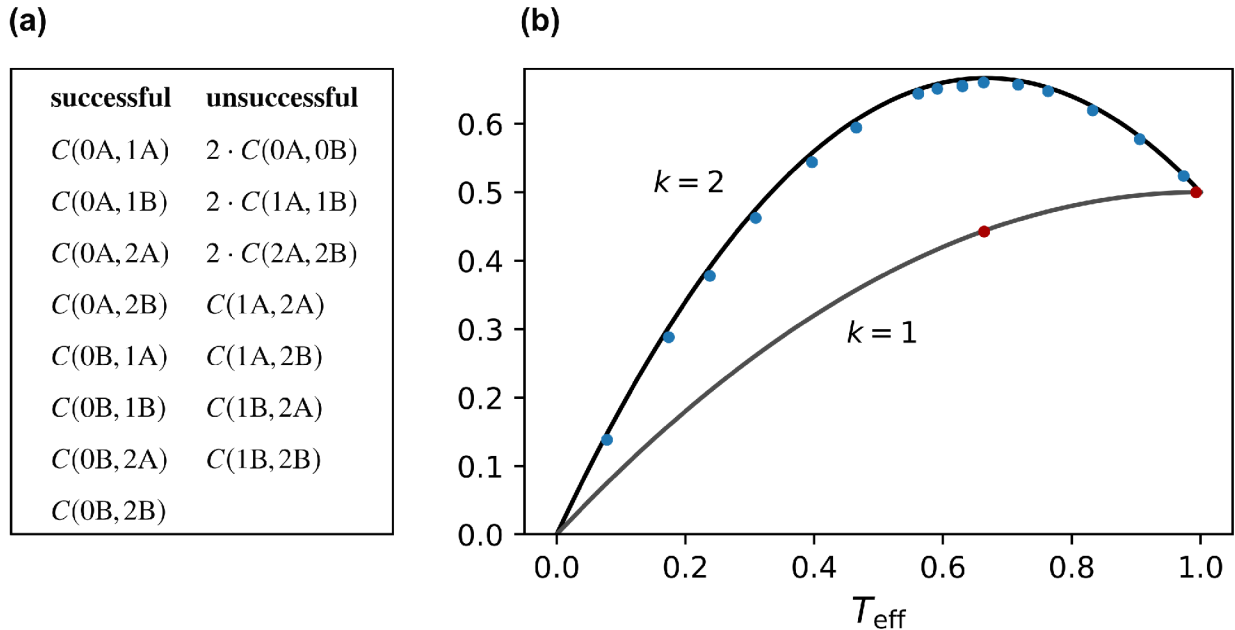 (a)
successful unsuccessful
C(0A, 1A) 2 · C(0A, 0B)
C(0A, 1B) 2 · C(1A, 1B)
C(0A, 2A) 2 · C(2A, 2B)
C(0A, 2B) C(1A, 2A)
C(0B, 1A) C(1A, 2B)
C(0B, 1B) C(1B, 2A)
C(0B, 2A) C(1B, 2B)
C(0B, 2B)
(b)
0.6
0.5
0.4
0.3
0.2
0.1
0.0
k = 2
k = 1
0.0 0.2 0.4 0.6 0.8 1.0
T_eff